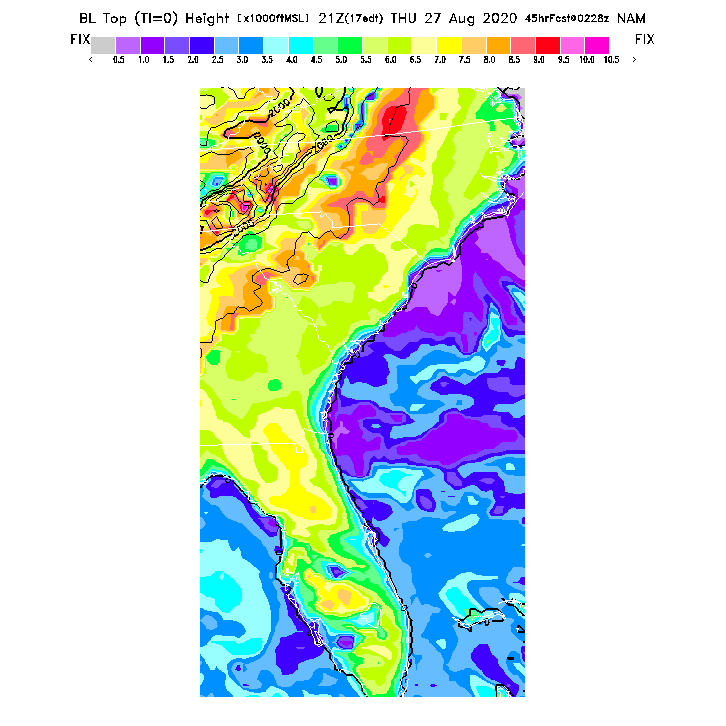 BL Top (TI=0) Height [x1000ftMSL] 21Z(17edt) THU 27 Aug 2020 45hrFcst@0228z NAM
FIX FIX
< 0.5 1.0 1.5 2.0 2.5 3.0 3.5 4.0 4.5 5.0 5.5 6.0 6.5 7.0 7.5 8.0 8.5 9.0 9.5 10.0 10.5 >
2000
2000
2000